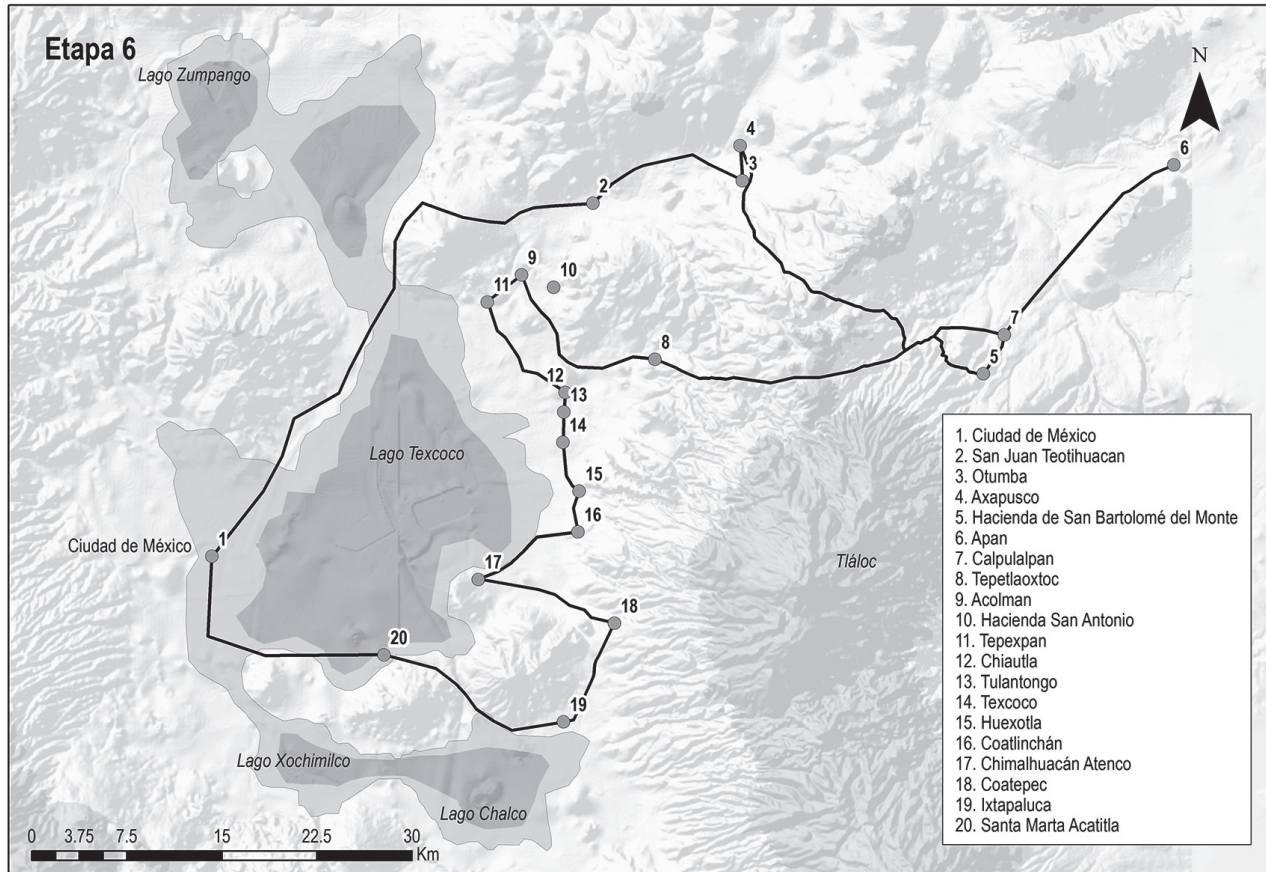 Etapa 6
Lago Zumpango
N
4
6
3
2
9
10
11
7
8
5
12
13
14
Lago Texcoco
15
16
Ciudad de México
1
17
Tláloc
18
20
19
Lago Xochimilco
Lago Chalco
0 3.75 7.5 15 22.5 30
Km
1. Ciudad de México
2. San Juan Teotihuacan
3. Otumba
4. Axapusco
5. Hacienda de San Bartolomé del Monte
6. Apan
7. Calpulalpan
8. Tepetlaoxtoc
9. Acolman
10. Hacienda San Antonio
11. Tepexpan
12. Chiautla
13. Tulantongo
14. Texcoco
15. Huexotla
16. Coatlinchán
17. Chimalhuacán Atenco
18. Coatepec
19. Ixtapaluca
20. Santa Marta Acatitla